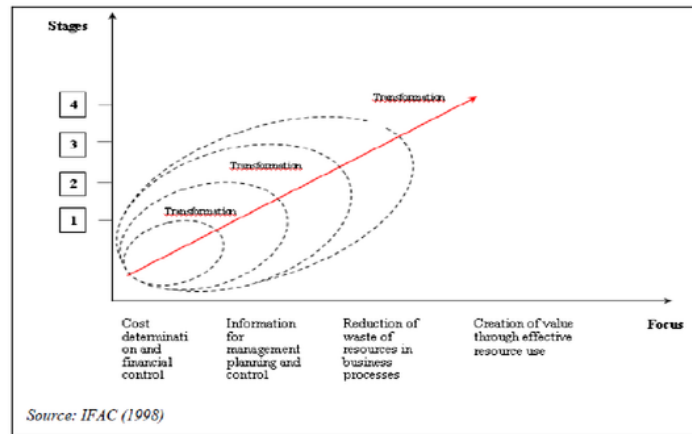 Stages
Transformation
4
3
Transformation
2
Transformation
1
Cost
determinati
on and
financial
control
Information
for
management
planning and
control
Reduction of
waste of
resources in
business
processes
Creation of value
through effective
resource use
Focus
Source: IFAC (1998)